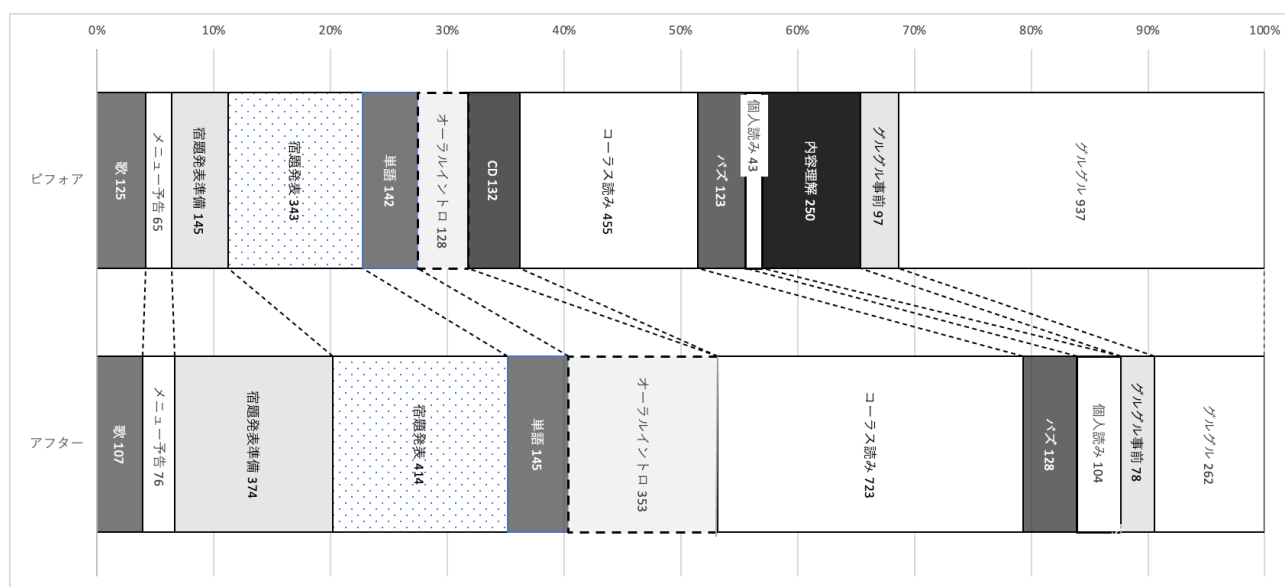 0% 10% 20% 30% 40% 50% 60% 70% 80% 90% 100%
ビフォア
歌 125
メニュー予告 65
宿題発表準備 145
宿題発表 343
単語 142
オーラルイントロ 128
CD 132
コーラス読み 455
バズ 123
個人読み 43
内容理解 250
グルグル事前 97
グルグル 937
アフター
歌 107
メニュー予告 76
宿題発表準備 374
宿題発表 414
単語 145
オーラルイントロ 353
コーラス読み 723
バズ 128
個人読み 104
グルグル事前 78
グルグル 262